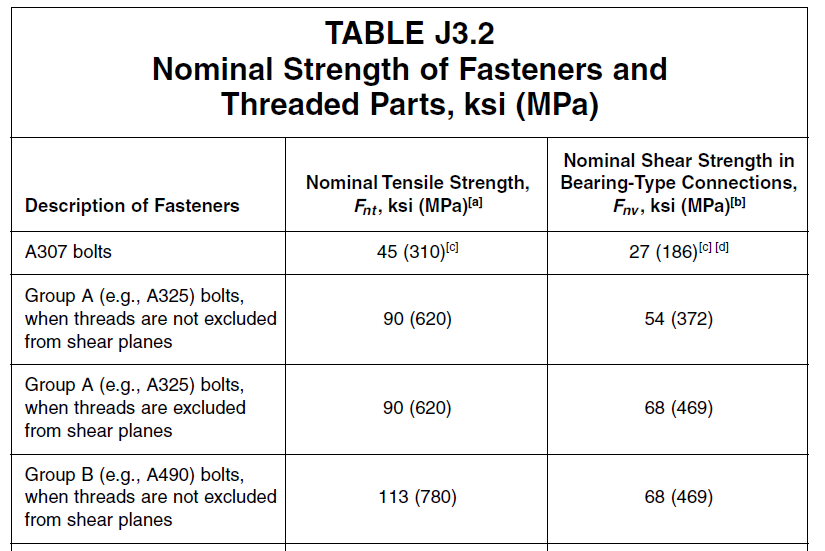 TABLE J3.2
Nominal Strength of Fasteners and
Threaded Parts, ksi (MPa)
Description of Fasteners
Nominal Tensile Strength,
Fnt, ksi (MPa)[a]
Nominal Shear Strength in
Bearing-Type Connections,
Fnv, ksi (MPa)[b]
A307 bolts
45 (310)[c]
27 (186)[c] [d]
Group A (e.g., A325) bolts,
when threads are not excluded
from shear planes
90 (620)
54 (372)
Group A (e.g., A325) bolts,
when threads are excluded
from shear planes
90 (620)
68 (469)
Group B (e.g., A490) bolts,
when threads are not excluded
from shear planes
113 (780)
68 (469)